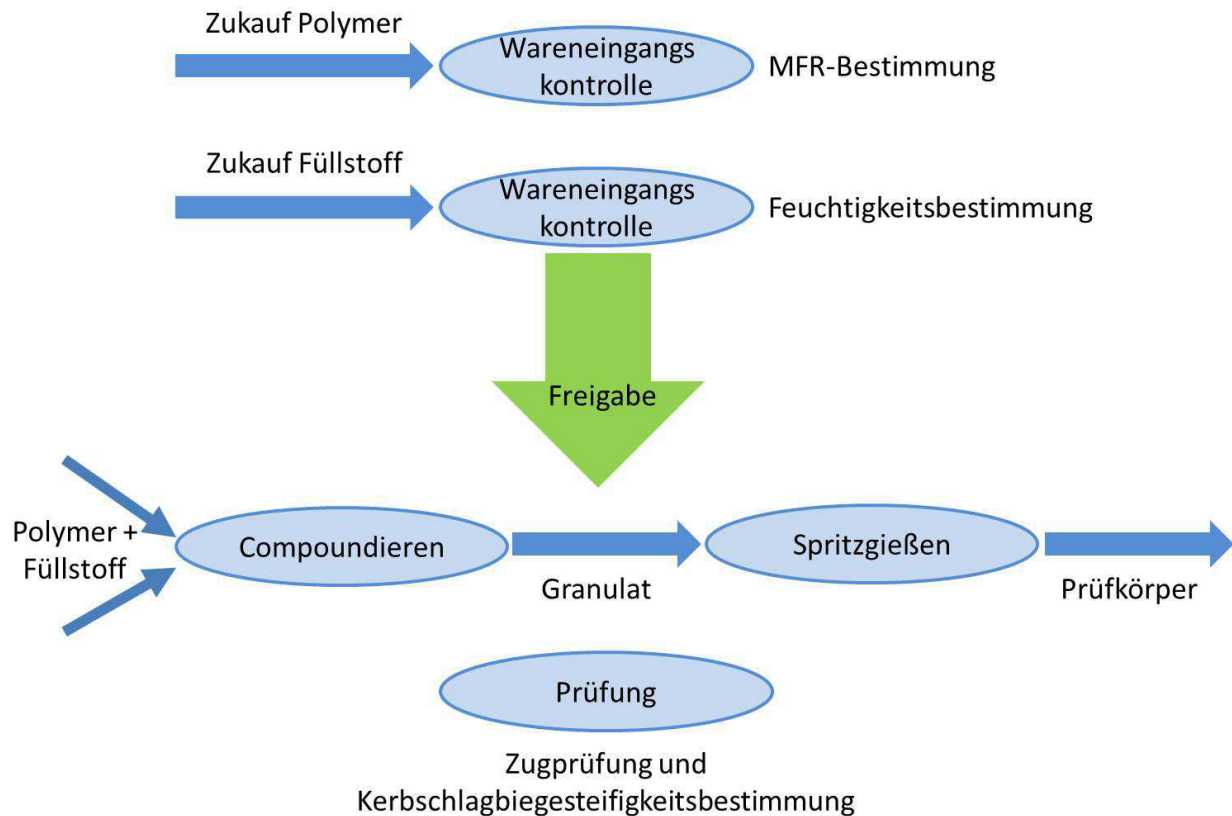 Zukauf Polymer
Wareneingangs
kontrolle
MFR-Bestimmung
Zukauf Füllstoff
Wareneingangs
kontrolle
Feuchtigkeitsbestimmung
Freigabe
Polymer +
Füllstoff
Compoundieren
Granulat
Spritzgießen
Prüfkörper
Prüfung
Zugprüfung und
Kerbschlagbiegesteifigkeitsbestimmung